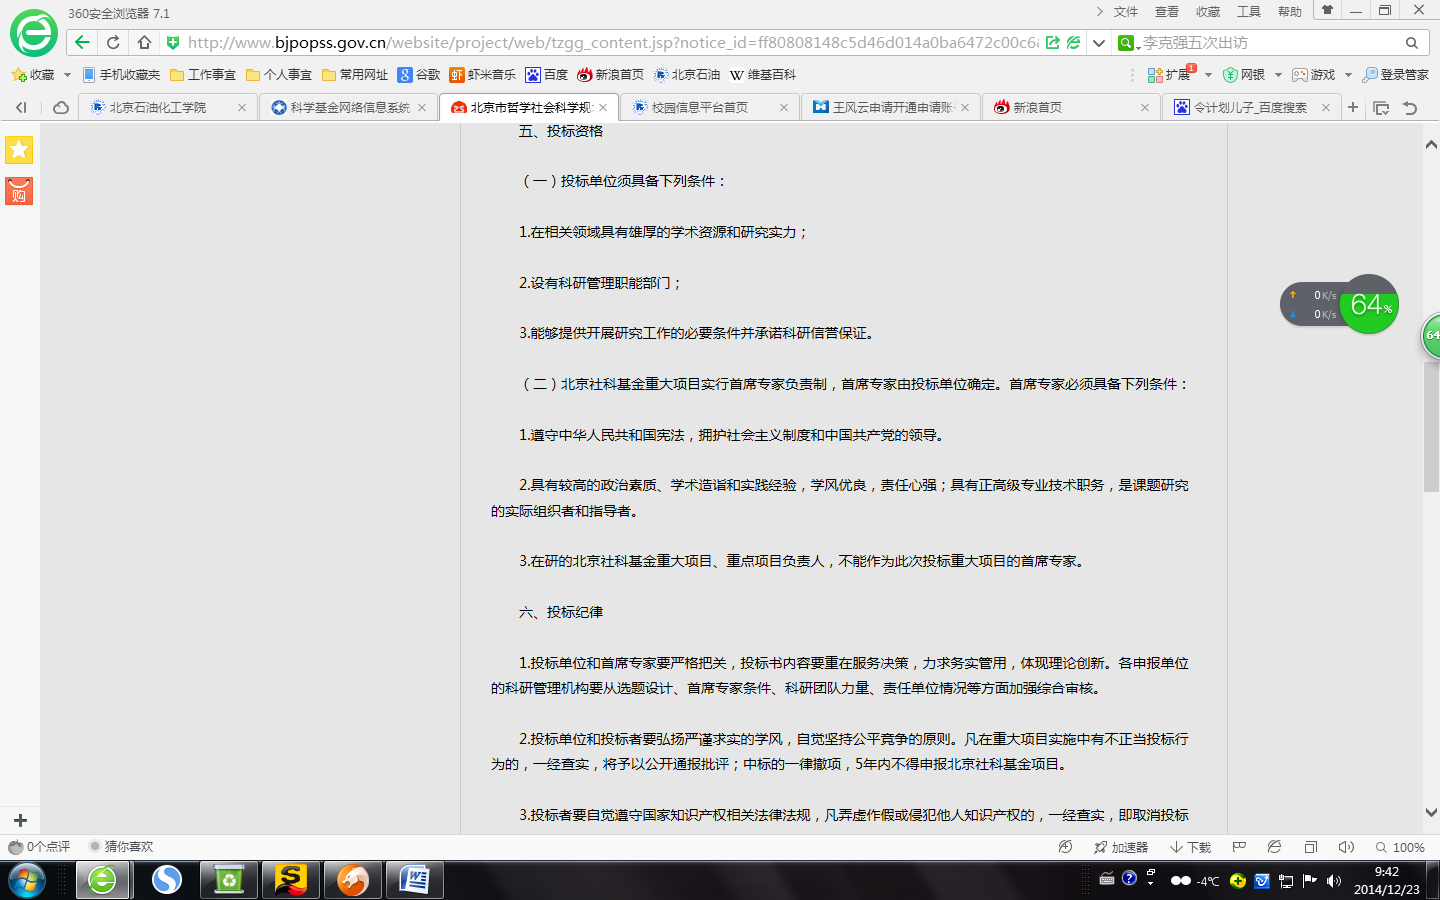 360安全浏览器 7.1
文件 查看 收藏 工具 帮助
http://www.bjpopss.gov.cn/website/project/web/tzgg_content.jsp?notice_id=ff80808148c5d46d014a0ba6472c00c6
李克强五次出访
收藏 手机收藏夹 工作事宜 个人事宜 常用网址 谷歌 虾米音乐 百度 新浪首页 北京石油 维基百科
扩展 1 网银 游戏 登录管家
北京石油化工学院 科学基金网络信息系统 北京市哲学社会科学规 校园信息平台首页 王风云申请开通申请账 新浪首页 令计划儿子_百度搜索
购
五、投标资格
（一）投标单位须具备下列条件：
1.在相关领域具有雄厚的学术资源和研究实力；
2.设有科研管理职能部门；
3.能够提供开展研究工作的必要条件并承诺科研信誉保证。
（二）北京社科基金重大项目实行首席专家负责制，首席专家由投标单位确定。首席专家必须具备下列条件：
1.遵守中华人民共和国宪法，拥护社会主义制度和中国共产党的领导。
2.具有较高的政治素质、学术造诣和实践经验，学风优良，责任心强；具有正高级专业技术职务，是课题研究
的实际组织者和指导者。
3.在研的北京社科基金重大项目、重点项目负责人，不能作为此次投标重大项目的首席专家。
六、投标纪律
1.投标单位和首席专家要严格把关，投标书内容要重在服务决策，力求务实管用，体现理论创新。各申报单位
的科研管理机构要从选题设计、首席专家条件、科研团队力量、责任单位情况等方面加强综合审核。
2.投标单位和投标者要弘扬严谨求实的学风，自觉坚持公平竞争的原则。凡在重大项目实施中有不正当投标行
为的，一经查实，将予以公开通报批评；中标的一律撤项，5年内不得申报北京社科基金项目。
3.投标者要自觉遵守国家知识产权相关法律法规，凡弄虚作假或侵犯他人知识产权的，一经查实，即取消投标
0K/s
0K/s
64%
64
0个点评 猜你喜欢
加速器 下载 100%
-4℃
9:42
2014/12/23